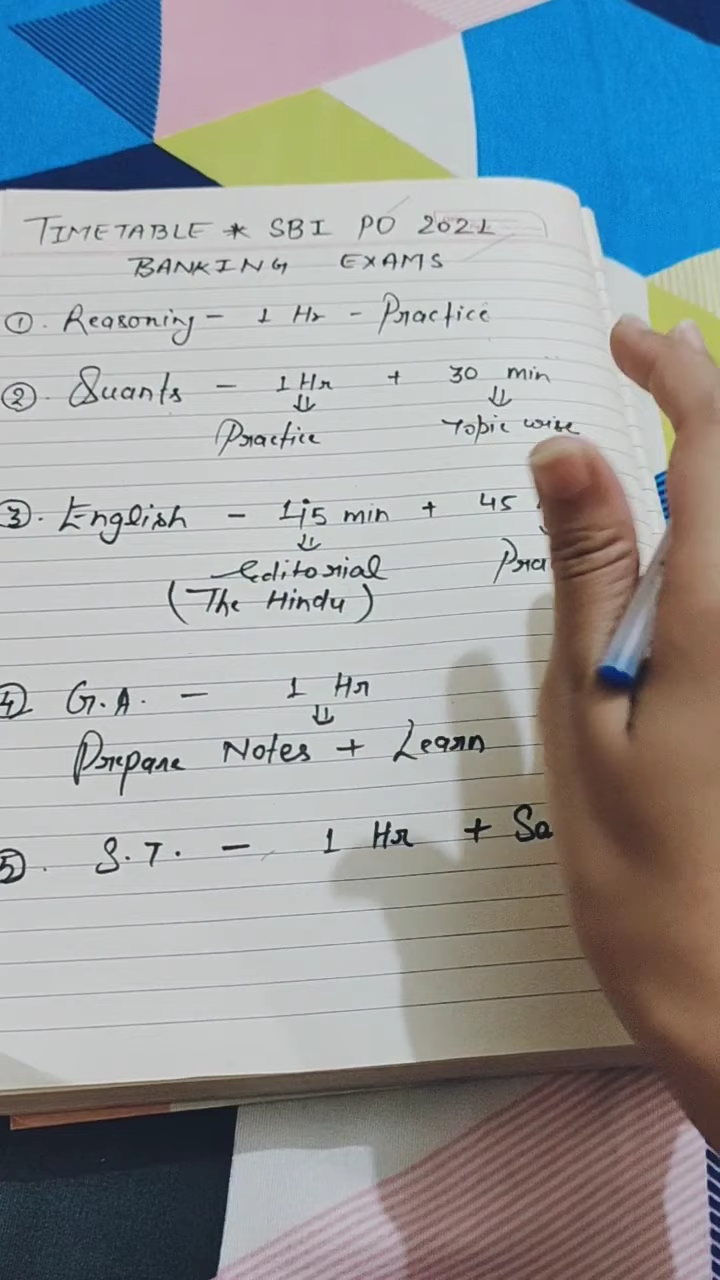 TIMETABLE * SBI PO 2021
BANKING EXAMS
①. Reasoning - 1 Hr - Practice
②. Quants - 1 Hr + 30 min
⇓ ⇓
Practice Topic wise
③. English - 15 min + 45
⇓
Editorial
(The Hindu)
④ G.A. - 1 Hr
⇓
Prepare Notes + Learn
⑤. S.T. - 1 Hr +